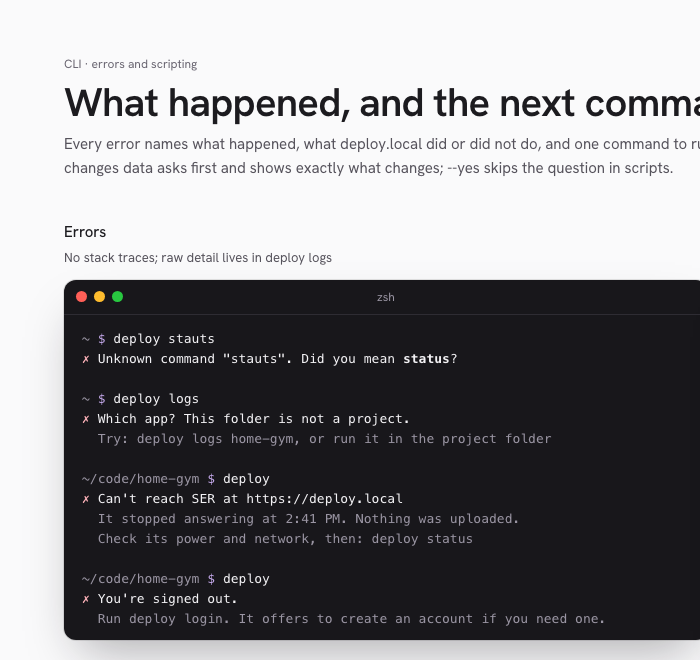 CLI · errors and scripting
What happened, and the next comma
Every error names what happened, what deploy.local did or did not do, and one command to ru
changes data asks first and shows exactly what changes; --yes skips the question in scripts.
Errors
No stack traces; raw detail lives in deploy logs
zsh
~ $ deploy stauts
✗ Unknown command "stauts". Did you mean status?
~ $ deploy logs
✗ Which app? This folder is not a project.
Try: deploy logs home-gym, or run it in the project folder
~/code/home-gym $ deploy
✗ Can't reach SER at https://deploy.local
It stopped answering at 2:41 PM. Nothing was uploaded.
Check its power and network, then: deploy status
~/code/home-gym $ deploy
✗ You're signed out.
Run deploy login. It offers to create an account if you need one.